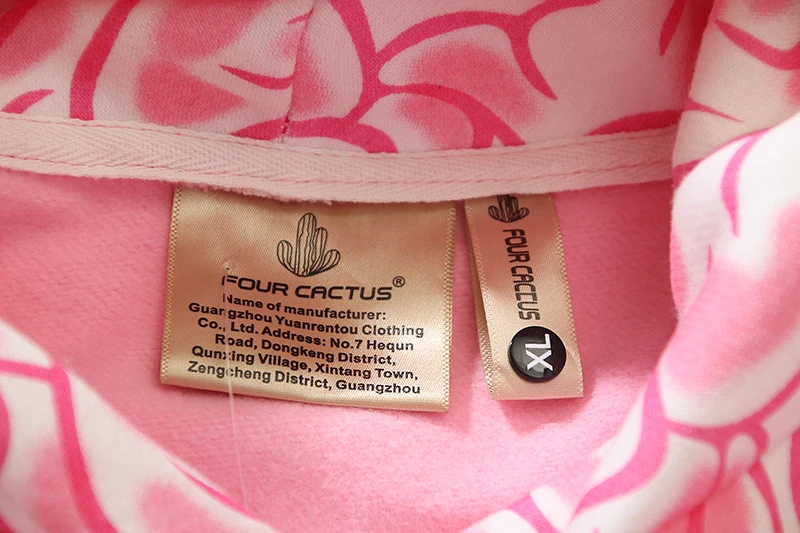 FOUR CACTUS®
Name of manufacturer:
Guangzhou Yuanrentou Clothing
Co., Ltd. Address: No.7 Hequn
Road, Dongkeng District,
Qunxing Village, Xintang Town,
Zengcheng District, Guangzhou
FOUR CACTUS
XL